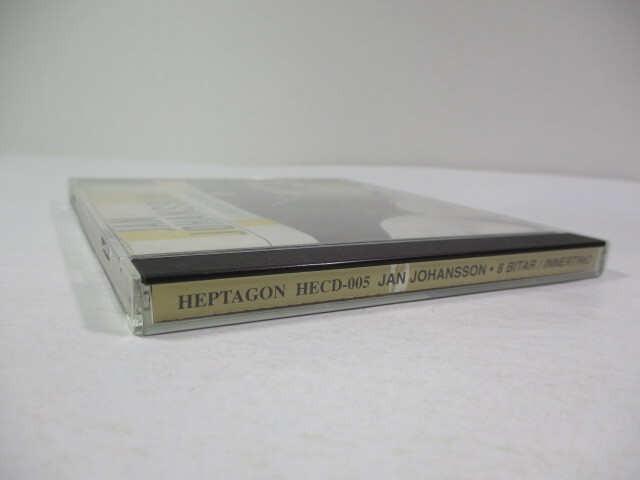 HEPTAGON HECD-005 JAN JOHANSSON • 8 BITAR / INNERTRIO